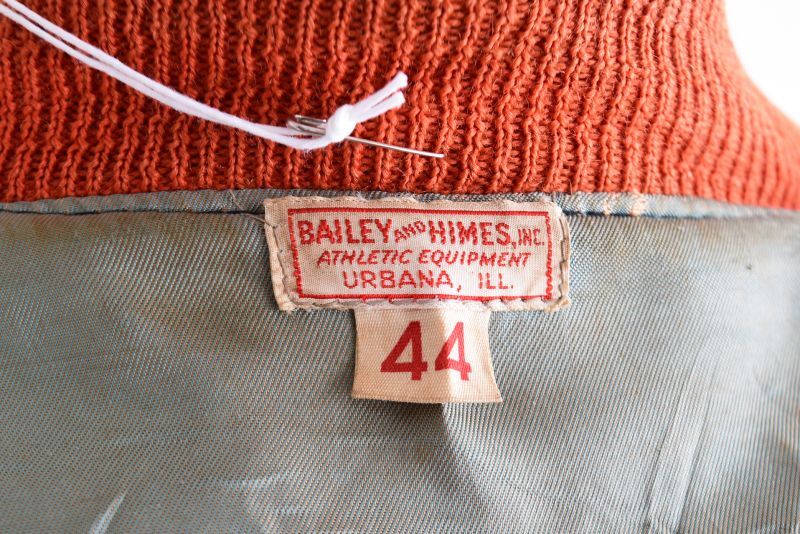 BAILEY AND HIMES, INC.
ATHLETIC EQUIPMENT
URBANA, ILL.
44